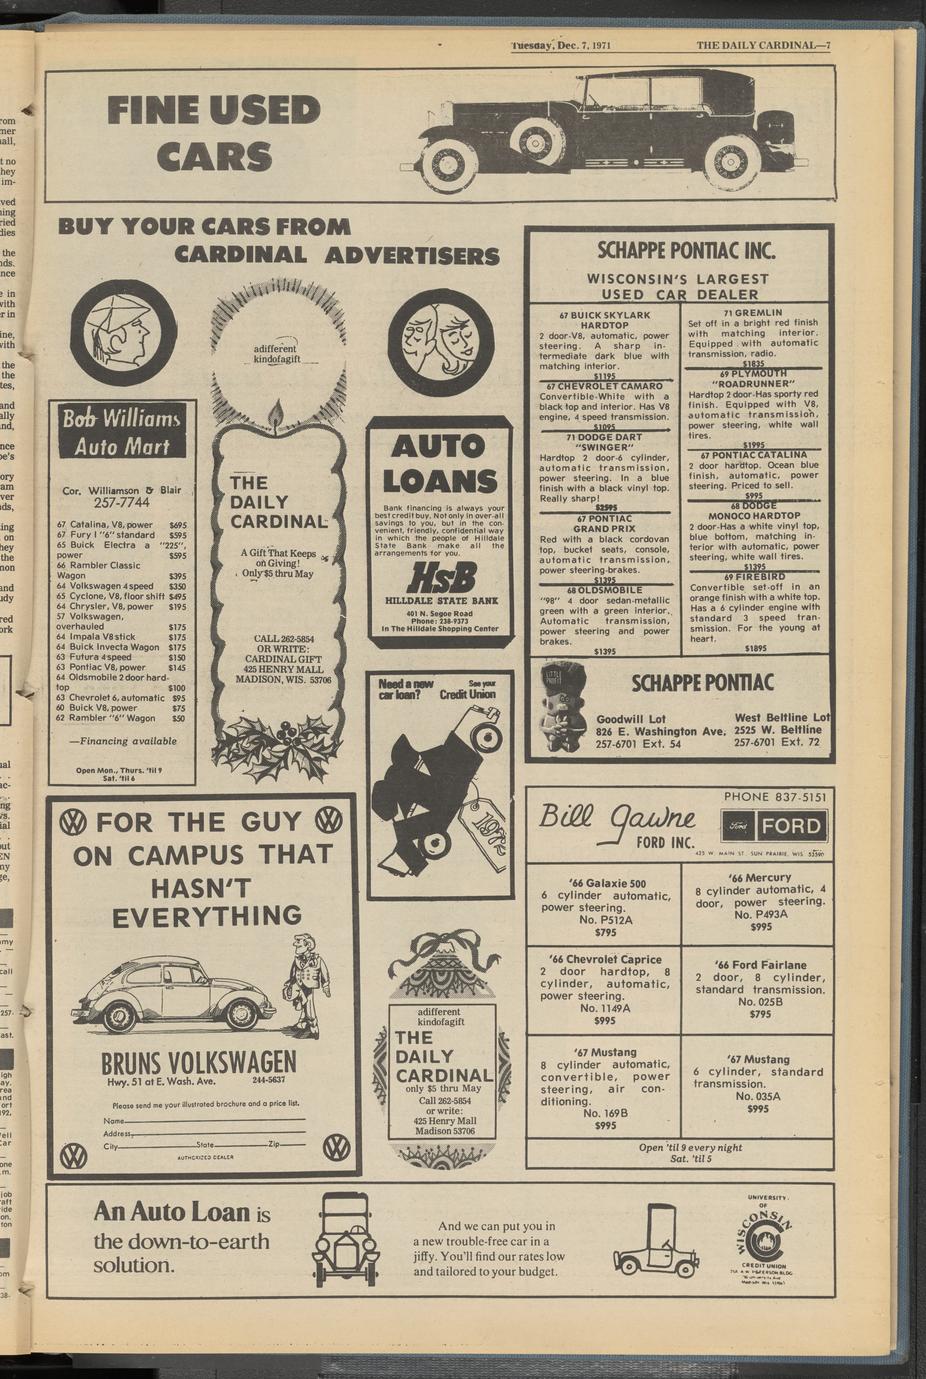 Tuesday, Dec. 7, 1971
THE DAILY CARDINAL—7
FINE USED
CARS
BUY YOUR CARS FROM
CARDINAL ADVERTISERS
adifferent
kindofagift
THE
DAILY
CARDINAL
A Gift That Keeps
on Giving!
Only $5 thru May
CALL 262-5854
OR WRITE:
CARDINAL GIFT
425 HENRY MALL
MADISON, WIS. 53706
Bob Williams
Auto Mart
Cor. Williamson & Blair
257-7744
67 Catalina, V8, power $695
67 Fury I "6" standard $595
65 Buick Electra a "225",
power $595
66 Rambler Classic
Wagon $395
64 Volkswagen 4 speed $350
65 Cyclone, V8, floor shift $495
64 Chrysler, V8, power $195
57 Volkswagen,
overhauled $175
64 Impala V8 stick $175
64 Buick Invecta Wagon $175
63 Futura 4 speed $150
63 Pontiac V8, power $145
64 Oldsmobile 2 door hard-
top $100
63 Chevrolet 6, automatic $95
60 Buick V8, power $75
62 Rambler "6" Wagon $50
—Financing available
Open Mon., Thurs. 'til 9
Sat. 'til 6
AUTO
LOANS
Bank financing is always your
best credit buy. Not only in over-all
savings to you, but in the con-
venient, friendly, confidential way
in which the people of Hilldale
State Bank make all the
arrangements for you.
HSB
HILLDALE STATE BANK
401 N. Segoe Road
Phone: 238-9373
In The Hilldale Shopping Center
Need a new
car loan?
See your
Credit Union
1972
SCHAPPE PONTIAC INC.
WISCONSIN'S LARGEST
USED CAR DEALER
67 BUICK SKYLARK
HARDTOP
2 door-V8, automatic, power
steering. A sharp in-
termediate dark blue with
matching interior.
$1195
67 CHEVROLET CAMARO
Convertible-White with a
black top and interior. Has V8
engine, 4 speed transmission.
$1095
71 DODGE DART
"SWINGER"
Hardtop 2 door-6 cylinder,
automatic transmission,
power steering. In a blue
finish with a black vinyl top.
Really sharp!
$2595
67 PONTIAC
GRAND PRIX
Red with a black cordovan
top, bucket seats, console,
automatic transmission,
power steering-brakes.
$1395
68 OLDSMOBILE
"98" 4 door sedan-metallic
green with a green interior.
Automatic transmission,
power steering and power
brakes.
$1395
71 GREMLIN
Set off in a bright red finish
with matching interior.
Equipped with automatic
transmission, radio.
$1835
69 PLYMOUTH
"ROADRUNNER"
Hardtop 2 door-Has sporty red
finish. Equipped with V8,
automatic transmission,
power steering, white wall
tires.
$1995
67 PONTIAC CATALINA
2 door hardtop. Ocean blue
finish, automatic, power
steering. Priced to sell.
$995
68 DODGE
MONOCO HARDTOP
2 door-Has a white vinyl top,
blue bottom, matching in-
terior with automatic, power
steering, white wall tires.
$1395
69 FIREBIRD
Convertible set-off in an
orange finish with a white top.
Has a 6 cylinder engine with
standard 3 speed tran-
smission. For the young at
heart.
$1895
LITTLE
PROFIT
SCHAPPE PONTIAC
Goodwill Lot
826 E. Washington Ave.
257-6701 Ext. 54
West Beltline Lot
2525 W. Beltline
257-6701 Ext. 72
FOR THE GUY
ON CAMPUS THAT
HASN'T
EVERYTHING
BRUNS VOLKSWAGEN
Hwy. 51 at E. Wash. Ave. 244-5637
Please send me your illustrated brochure and a price list.
Name
Address
City State Zip
AUTHORIZED DEALER
adifferent
kindofagift
THE
DAILY
CARDINAL
only $5 thru May
Call 262-5854
or write:
425 Henry Mall
Madison 53706
PHONE 837-5151
Bill Gawne
FORD INC.
Ford
FORD
425 W. MAIN ST. SUN PRAIRIE, WIS 53590
'66 Galaxie 500
6 cylinder automatic,
power steering.
No. P512A
$795
'66 Mercury
8 cylinder automatic, 4
door, power steering.
No. P493A
$995
'66 Chevrolet Caprice
2 door hardtop, 8
cylinder, automatic,
power steering.
No. 1149A
$995
'66 Ford Fairlane
2 door, 8 cylinder,
standard transmission.
No. 025B
$795
'67 Mustang
8 cylinder automatic,
convertible, power
steering, air con-
ditioning.
No. 169B
$995
'67 Mustang
6 cylinder, standard
transmission.
No. 035A
$995
Open 'til 9 every night
Sat. 'til 5
An Auto Loan is
the down-to-earth
solution.
And we can put you in
a new trouble-free car in a
jiffy. You'll find our rates low
and tailored to your budget.
UNIVERSITY
OF
WISCONSIN
CREDIT UNION